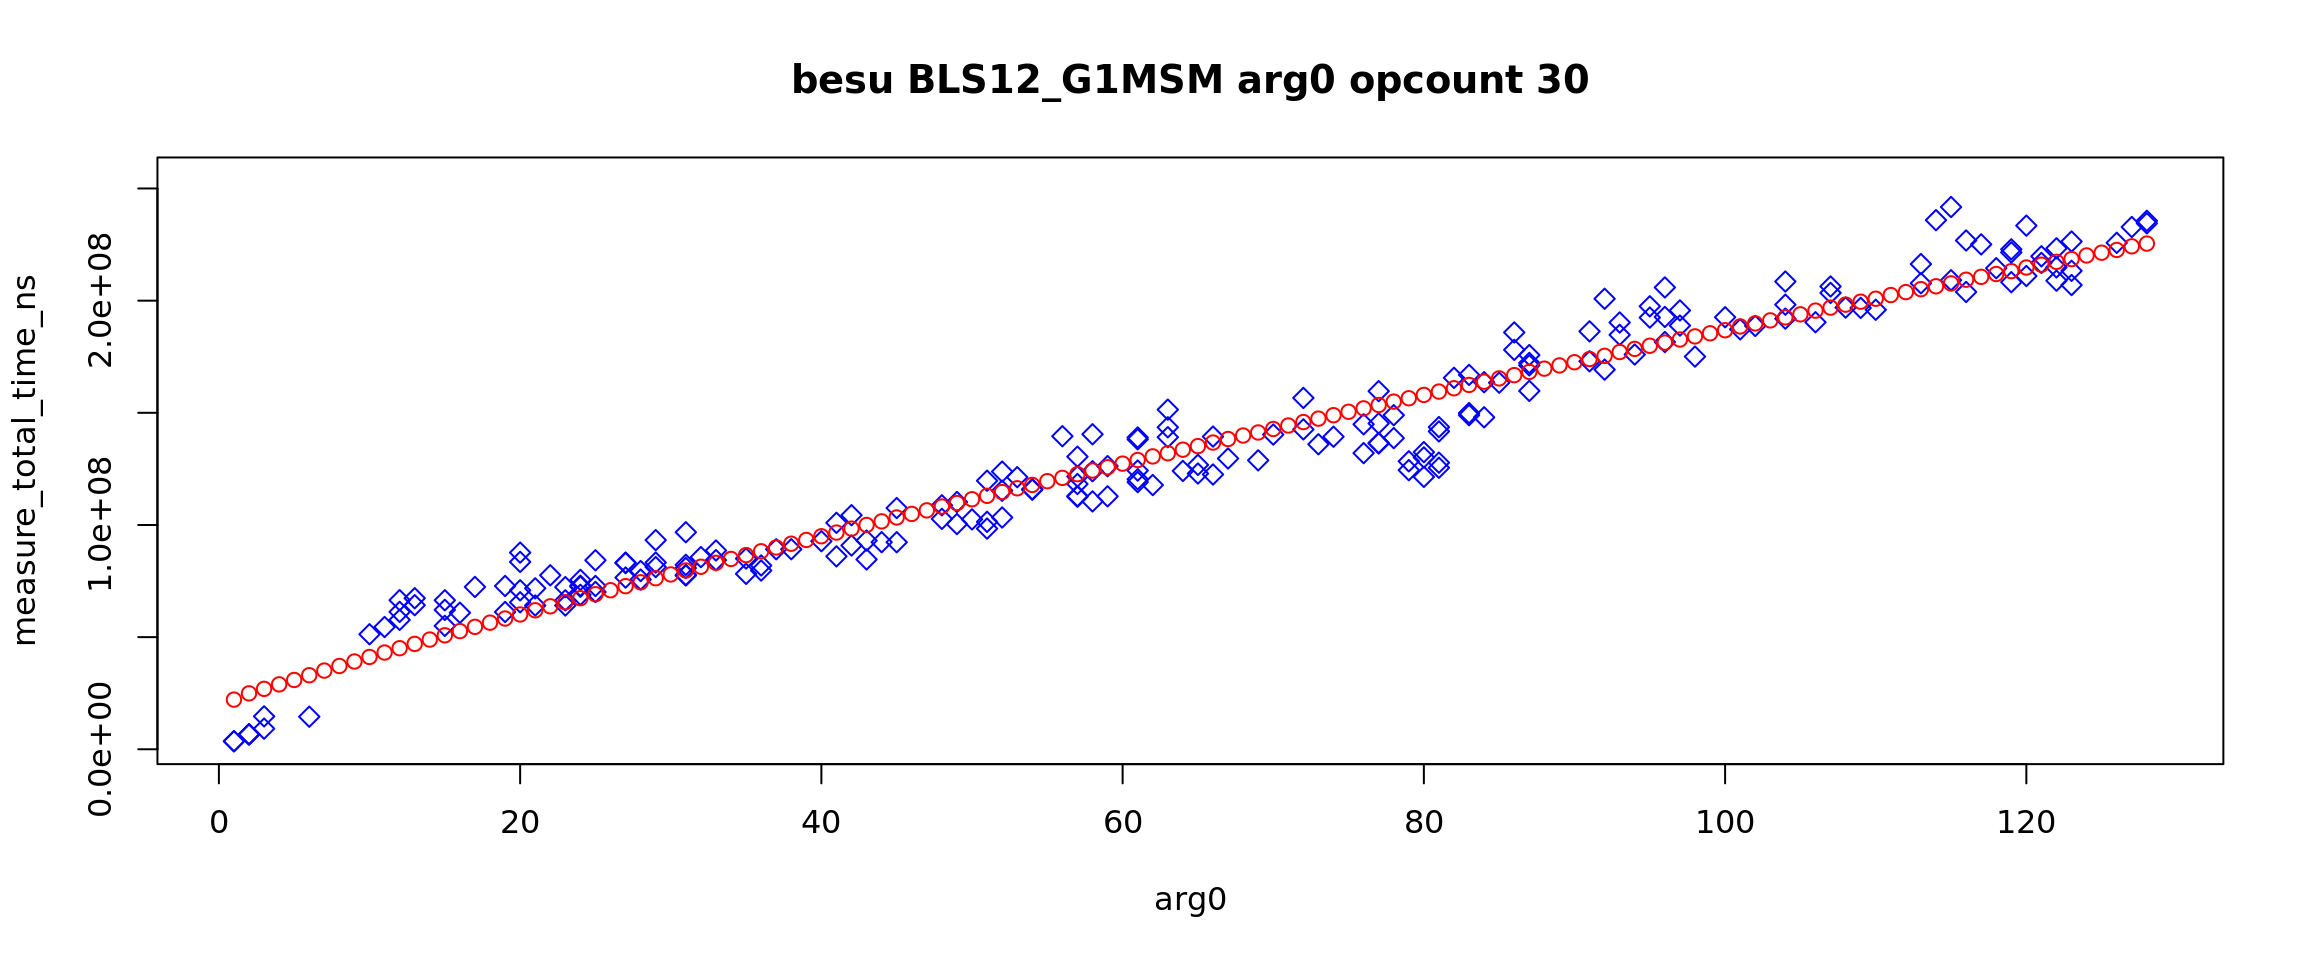 besu BLS12_G1MSM arg0 opcount 30
measure_total_time_ns
2.0e+08
1.0e+08
0.0e+00
0 20 40 60 80 100 120
arg0